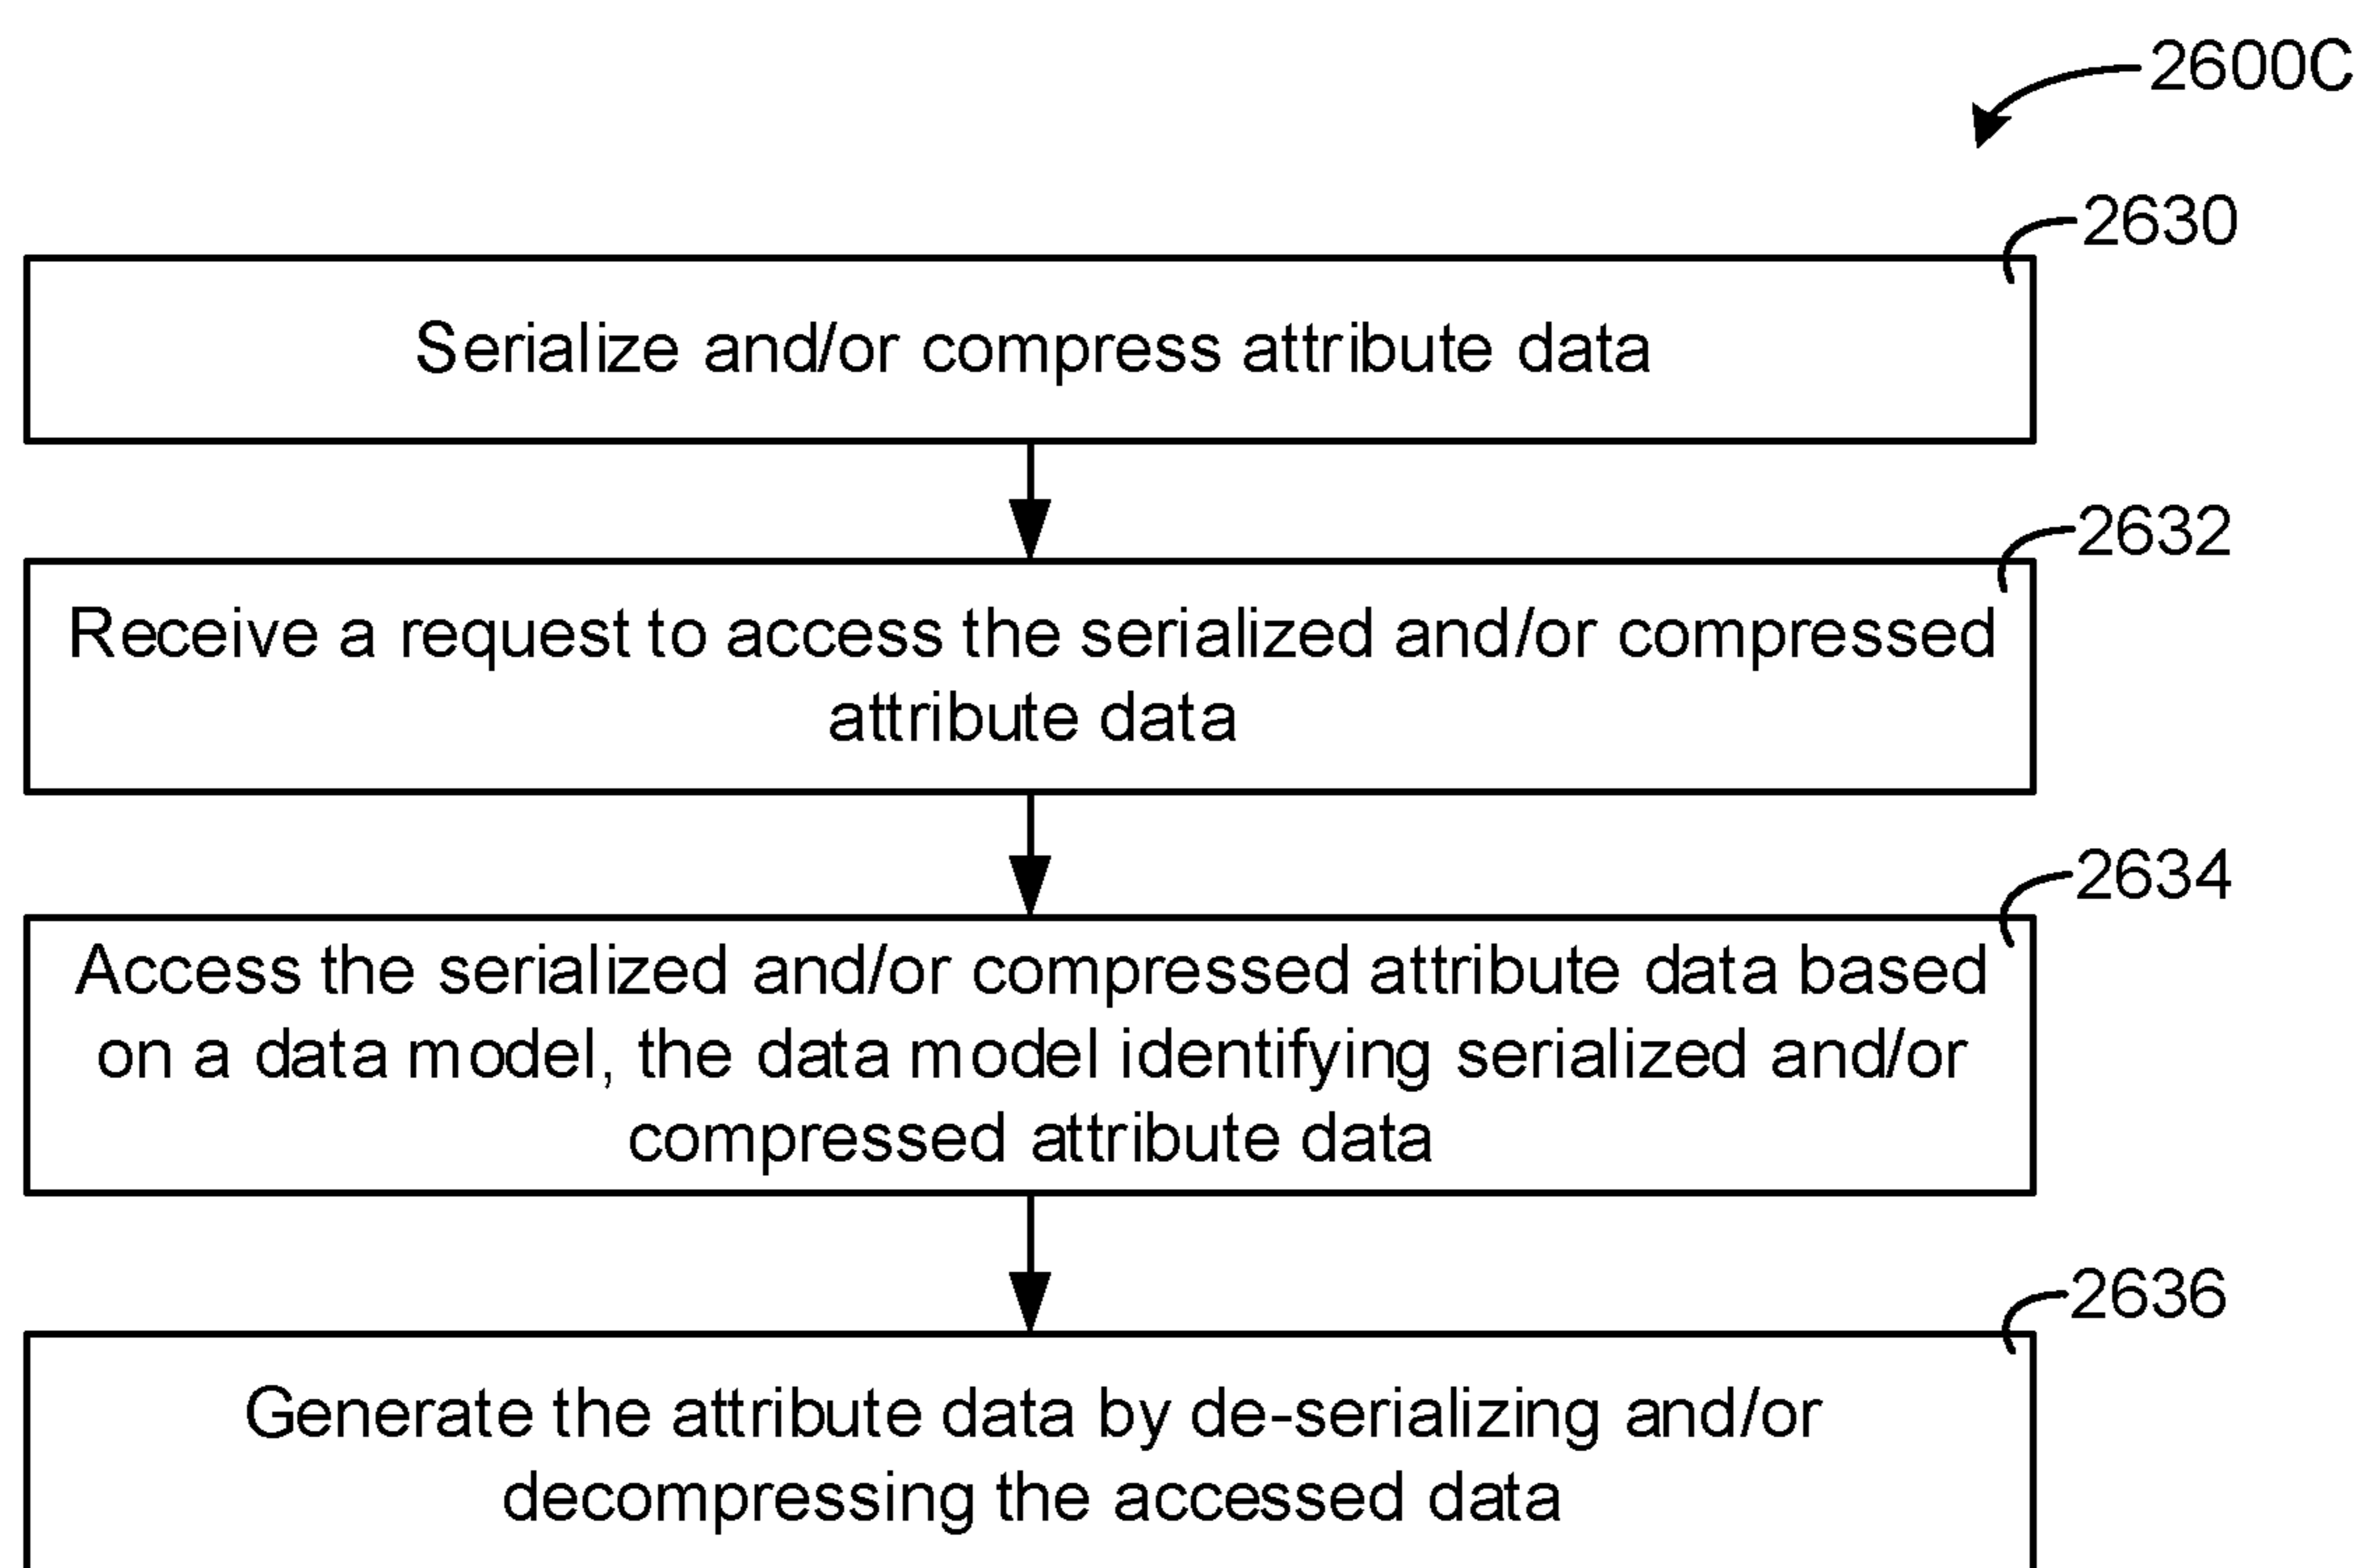 2600C
2630
Serialize and/or compress attribute data
2632
Receive a request to access the serialized and/or compressed
attribute data
2634
Access the serialized and/or compressed attribute data based
on a data model, the data model identifying serialized and/or
compressed attribute data
2636
Generate the attribute data by de-serializing and/or
decompressing the accessed data